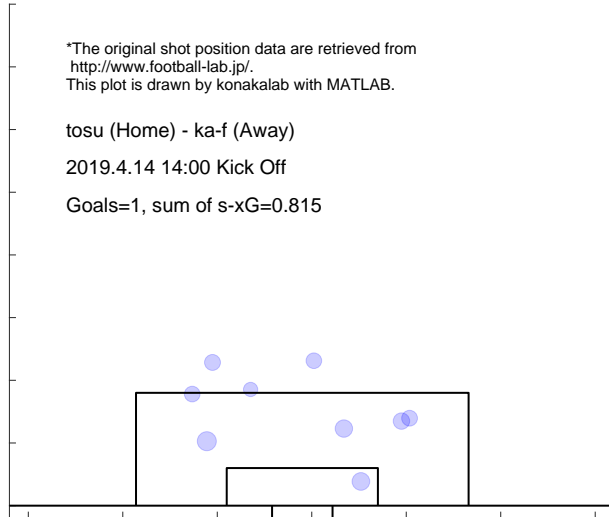 *The original shot position data are retrieved from
http://www.football-lab.jp/.
This plot is drawn by konakalab with MATLAB.
tosu (Home) - ka-f (Away)
2019.4.14 14:00 Kick Off
Goals=1, sum of s-xG=0.815